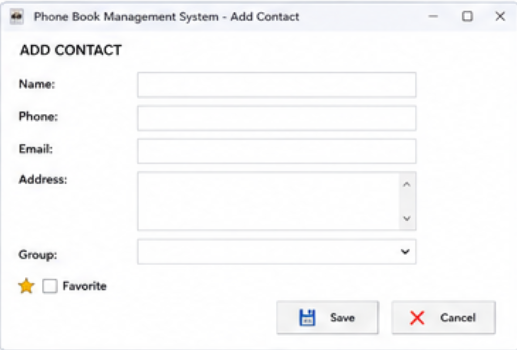 Phone Book Management System - Add Contact
ADD CONTACT
Name:
Phone:
Email:
Address:
Group:
Favorite
Save
Cancel